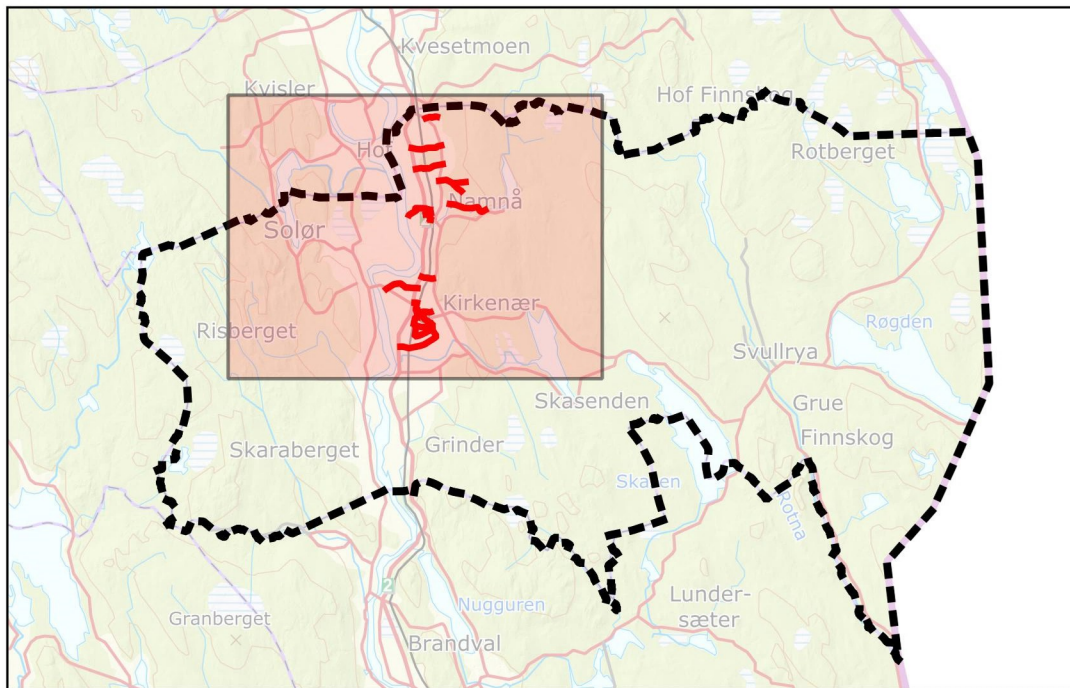 Kvesetmoen
Kvisler
Hof Finnskog
Hof
Rotberget
Namnå
Solør
Kirkenær
Risberget
Røgden
Svullrya
Skasenden
Grue
Finnskog
Skaraberget
Grinder
Skasen
Rotna
2
Nugguren
Lunder-
sæter
Granberget
Brandval